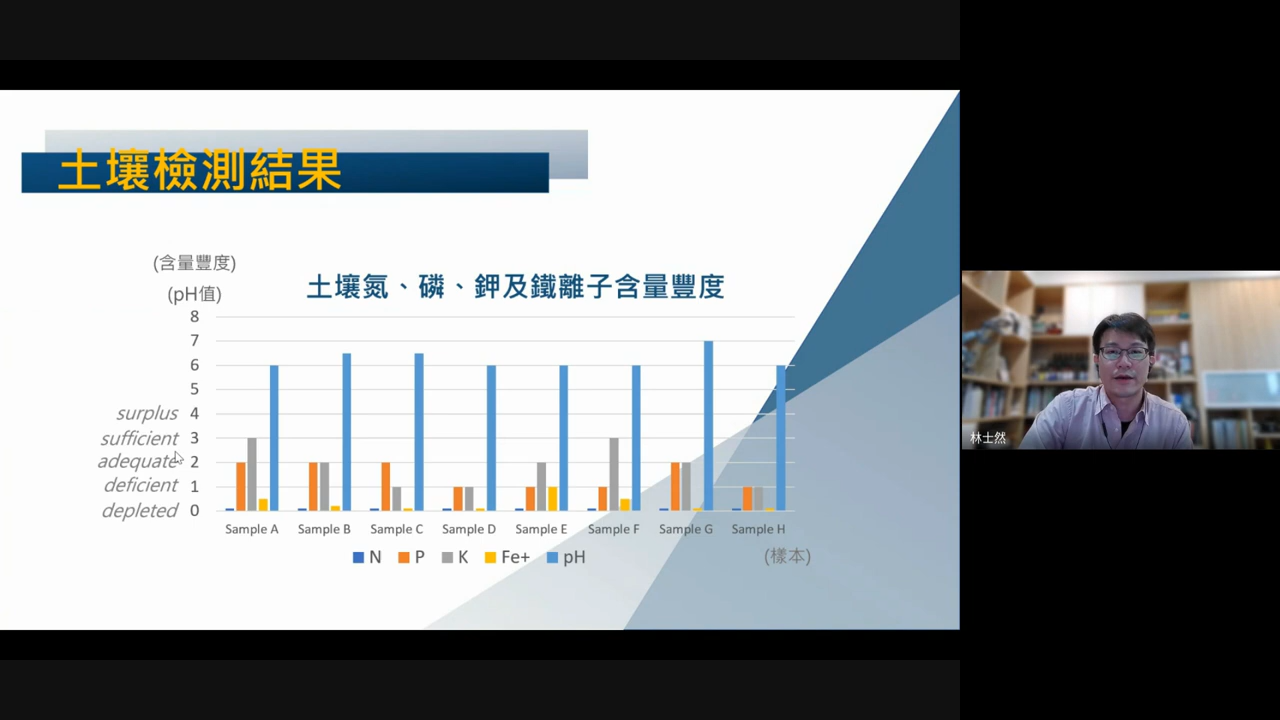 土壤檢測結果
(含量豐度)
(pH值)
土壤氮、磷、鉀及鐵離子含量豐度
8
7
6
5
surplus 4
sufficient 3
adequate 2
deficient 1
depleted 0
Sample A Sample B Sample C Sample D Sample E Sample F Sample G Sample H
N P K Fe+ pH
(樣本)
林士然